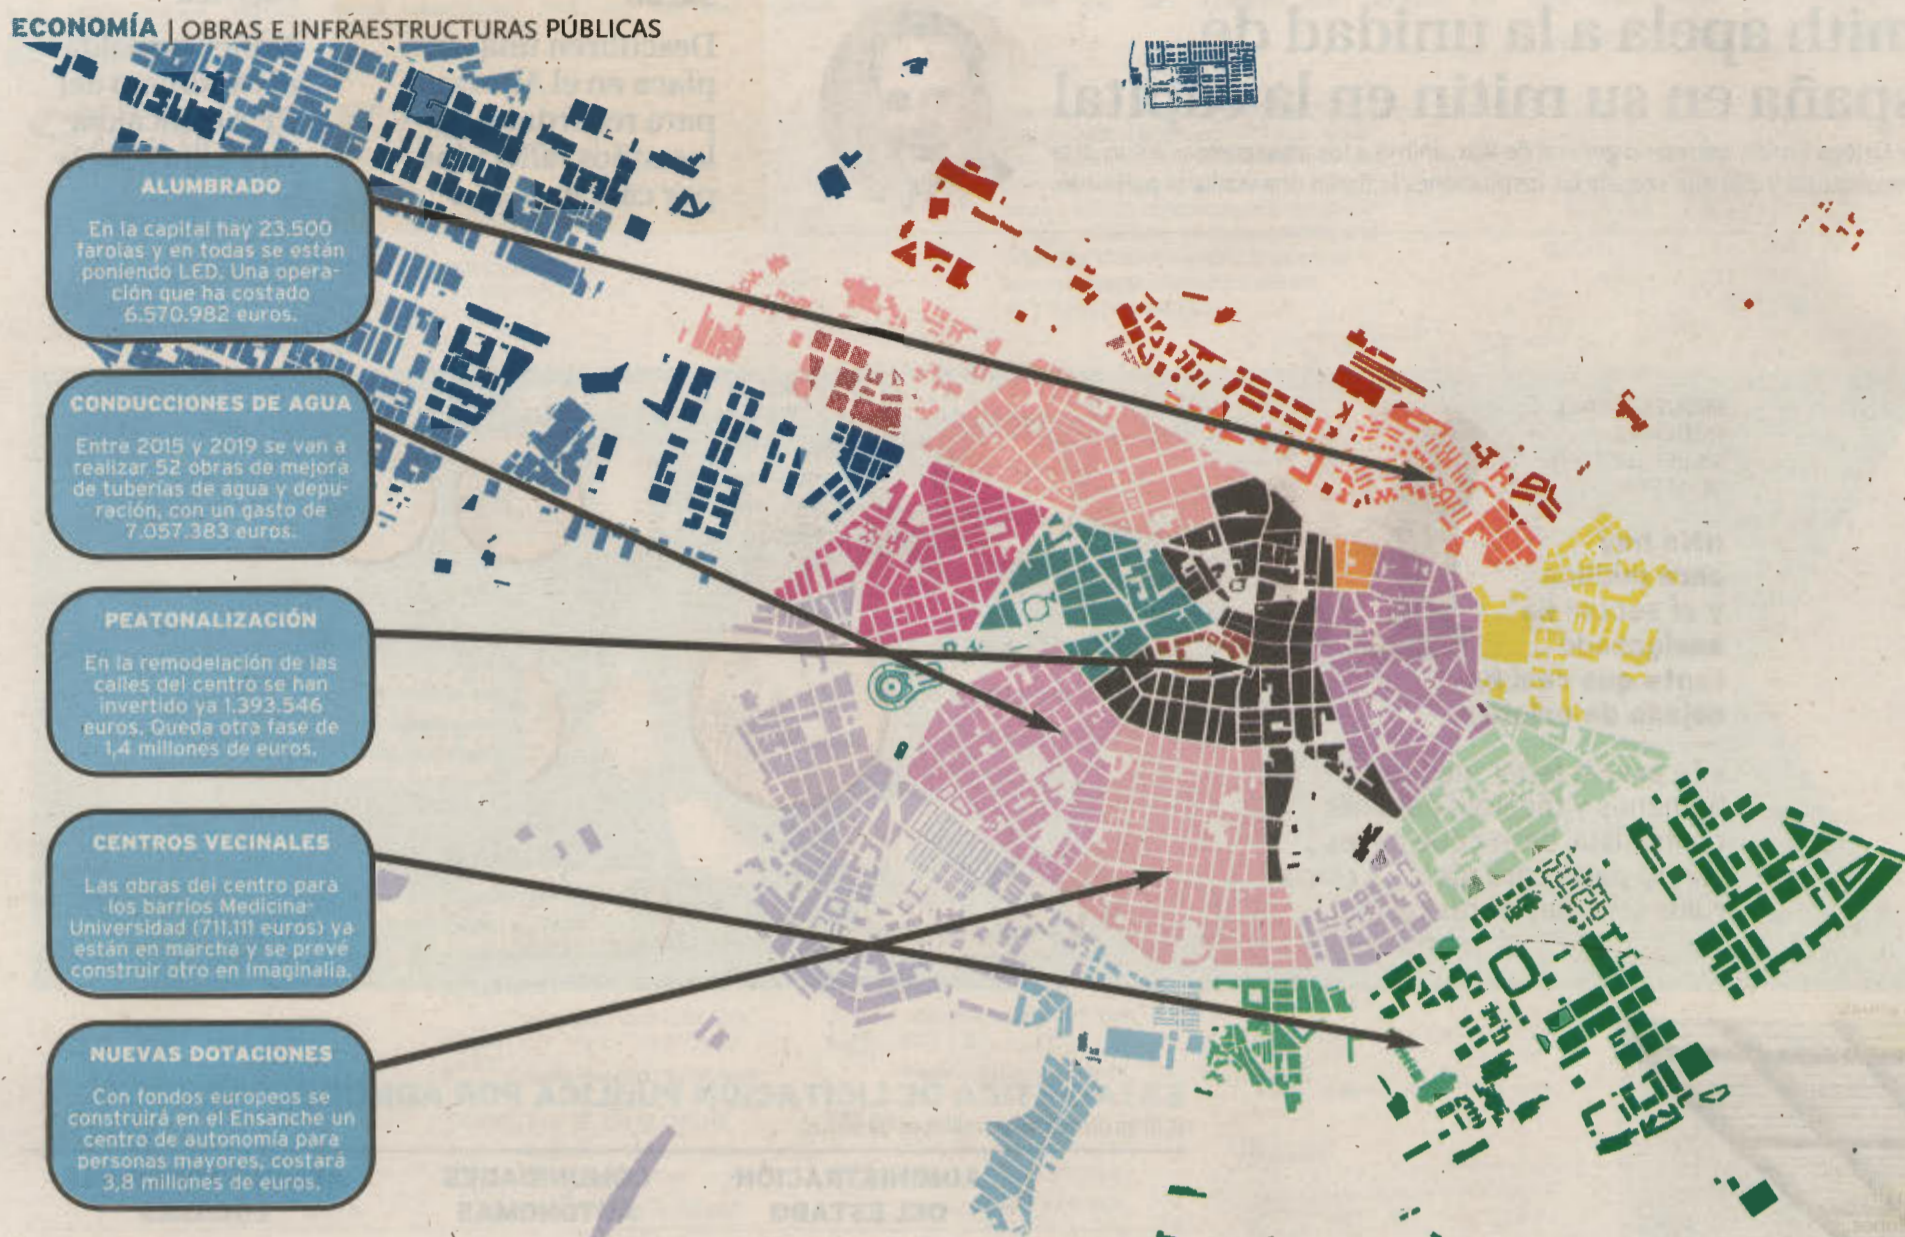 ECONOMÍA | OBRAS E INFRAESTRUCTURAS PÚBLICAS
ALUMBRADO
En la capital hay 23.500
farolas y en todas se están
poniendo LED. Una opera-
ción que ha costado
6.570.982 euros.
CONDUCCIONES DE AGUA
Entre 2015 y 2019 se van a
realizar 52 obras de mejora
de tuberías de agua y depu-
ración, con un gasto de
7.057.383 euros.
PEATONALIZACIÓN
En la remodelación de las
calles del centro se han
invertido ya 1.393.546
euros. Queda otra fase de
1,4 millones de euros.
CENTROS VECINALES
Las obras del centro para
los barrios Medicina-
Universidad (711.111 euros) ya
están en marcha y se prevé
construir otro en Imaginalia.
NUEVAS DOTACIONES
Con fondos europeos se
construirá en el Ensanche un
centro de autonomía para
personas mayores, costará
3,8 millones de euros.